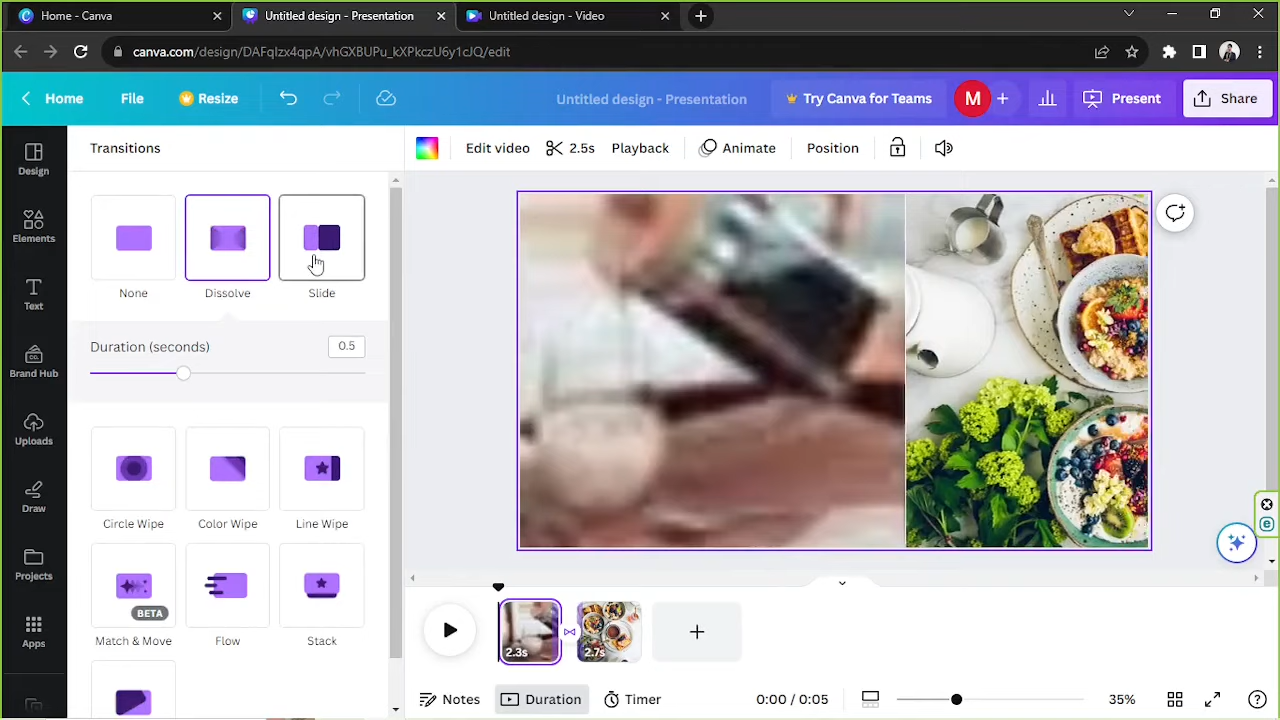 Home - Canva
Untitled design - Presentation
Untitled design - Video
canva.com/design/DAFqlzx4qpA/vhGXBUPu_kXPkczU6y1cJQ/edit
Home
File
Resize
Untitled design - Presentation
Try Canva for Teams
M
Present
Share
Design
Elements
Text
Brand Hub
Uploads
Draw
Projects
Apps
Transitions
None
Dissolve
Slide
Duration (seconds)
0.5
Circle Wipe
Color Wipe
Line Wipe
BETA
Match & Move
Flow
Stack
Edit video
2.5s
Playback
Animate
Position
2.3s
2.7s
Notes
Duration
Timer
0:00 / 0:05
35%